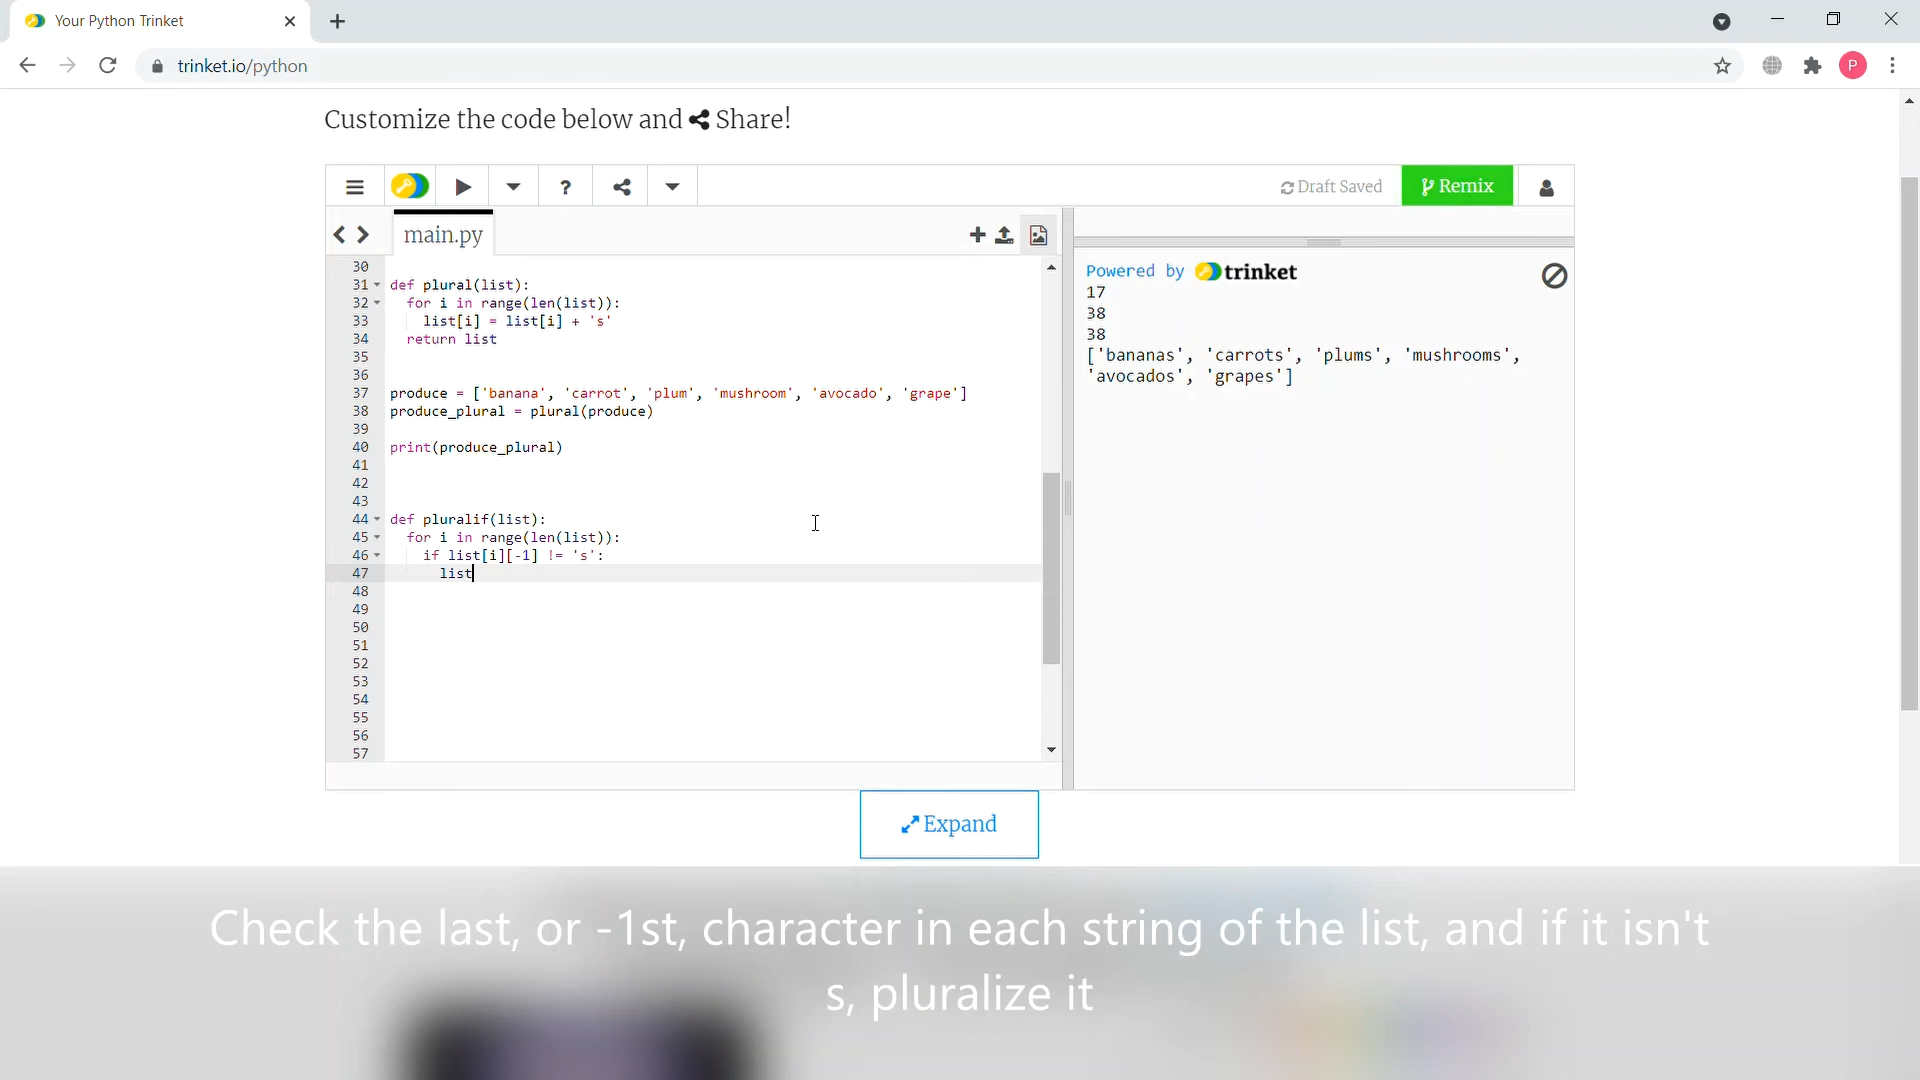 Your Python Trinket
trinket.io/python
P
Customize the code below and Share!
?
Draft Saved
Remix
main.py
30
31 def plural(list):
32 for i in range(len(list)):
33 list[i] = list[i] + 's'
34 return list
35
36
37 produce = ['banana', 'carrot', 'plum', 'mushroom', 'avocado', 'grape']
38 produce_plural = plural(produce)
39
40 print(produce_plural)
41
42
43
44 def pluralif(list):
45 for i in range(len(list)):
46 if list[i][-1] != 's':
47 list
48
49
50
51
52
53
54
55
56
57
Powered by trinket
17
38
38
['bananas', 'carrots', 'plums', 'mushrooms',
'avocados', 'grapes']
Expand
Check the last, or -1st, character in each string of the list, and if it isn't
s, pluralize it